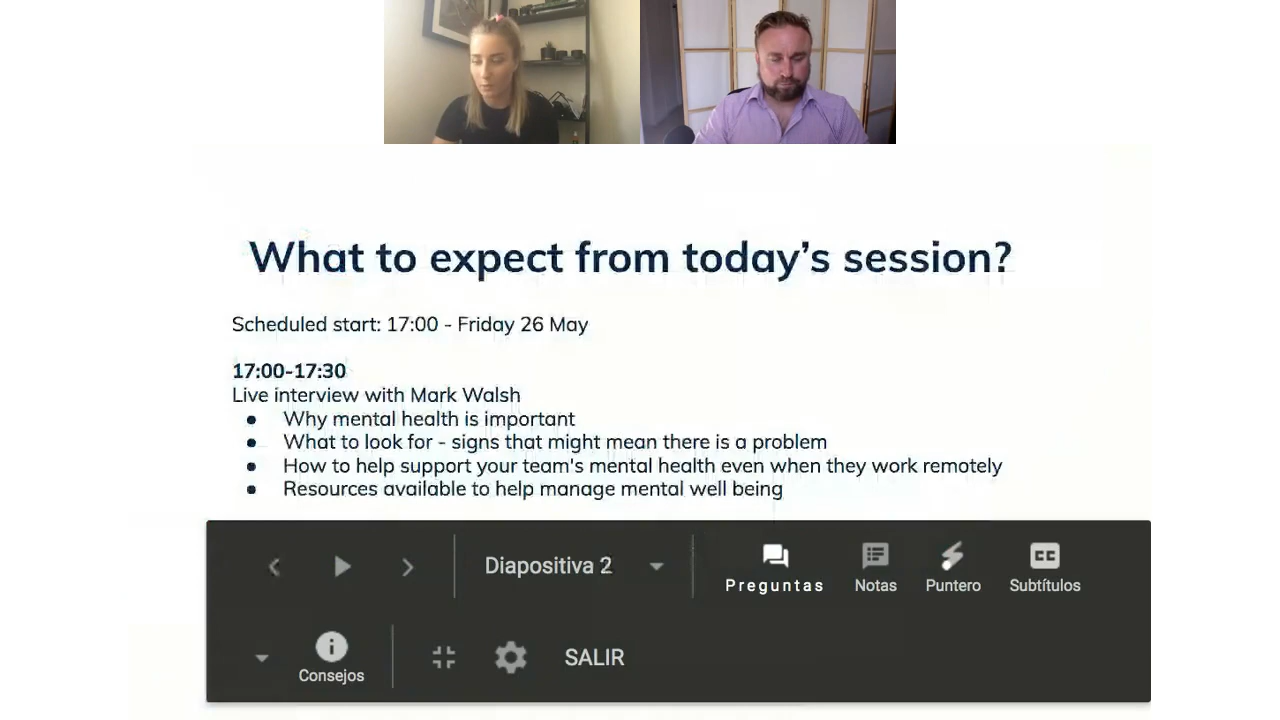 What to expect from today's session?
Scheduled start: 17:00 - Friday 26 May
17:00-17:30
Live interview with Mark Walsh
● Why mental health is important
● What to look for - signs that might mean there is a problem
● How to help support your team's mental health even when they work remotely
● Resources available to help manage mental well being
Diapositiva 2
Preguntas
Notas
Puntero
CC
Subtítulos
Consejos
SALIR